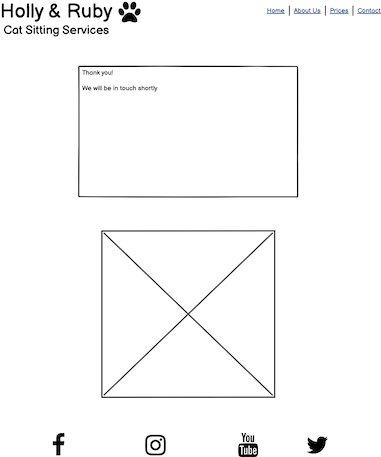 Holly & Ruby
Cat Sitting Services
Home | About Us | Prices | Contact
Thank you!
We will be in touch shortly
You
Tube